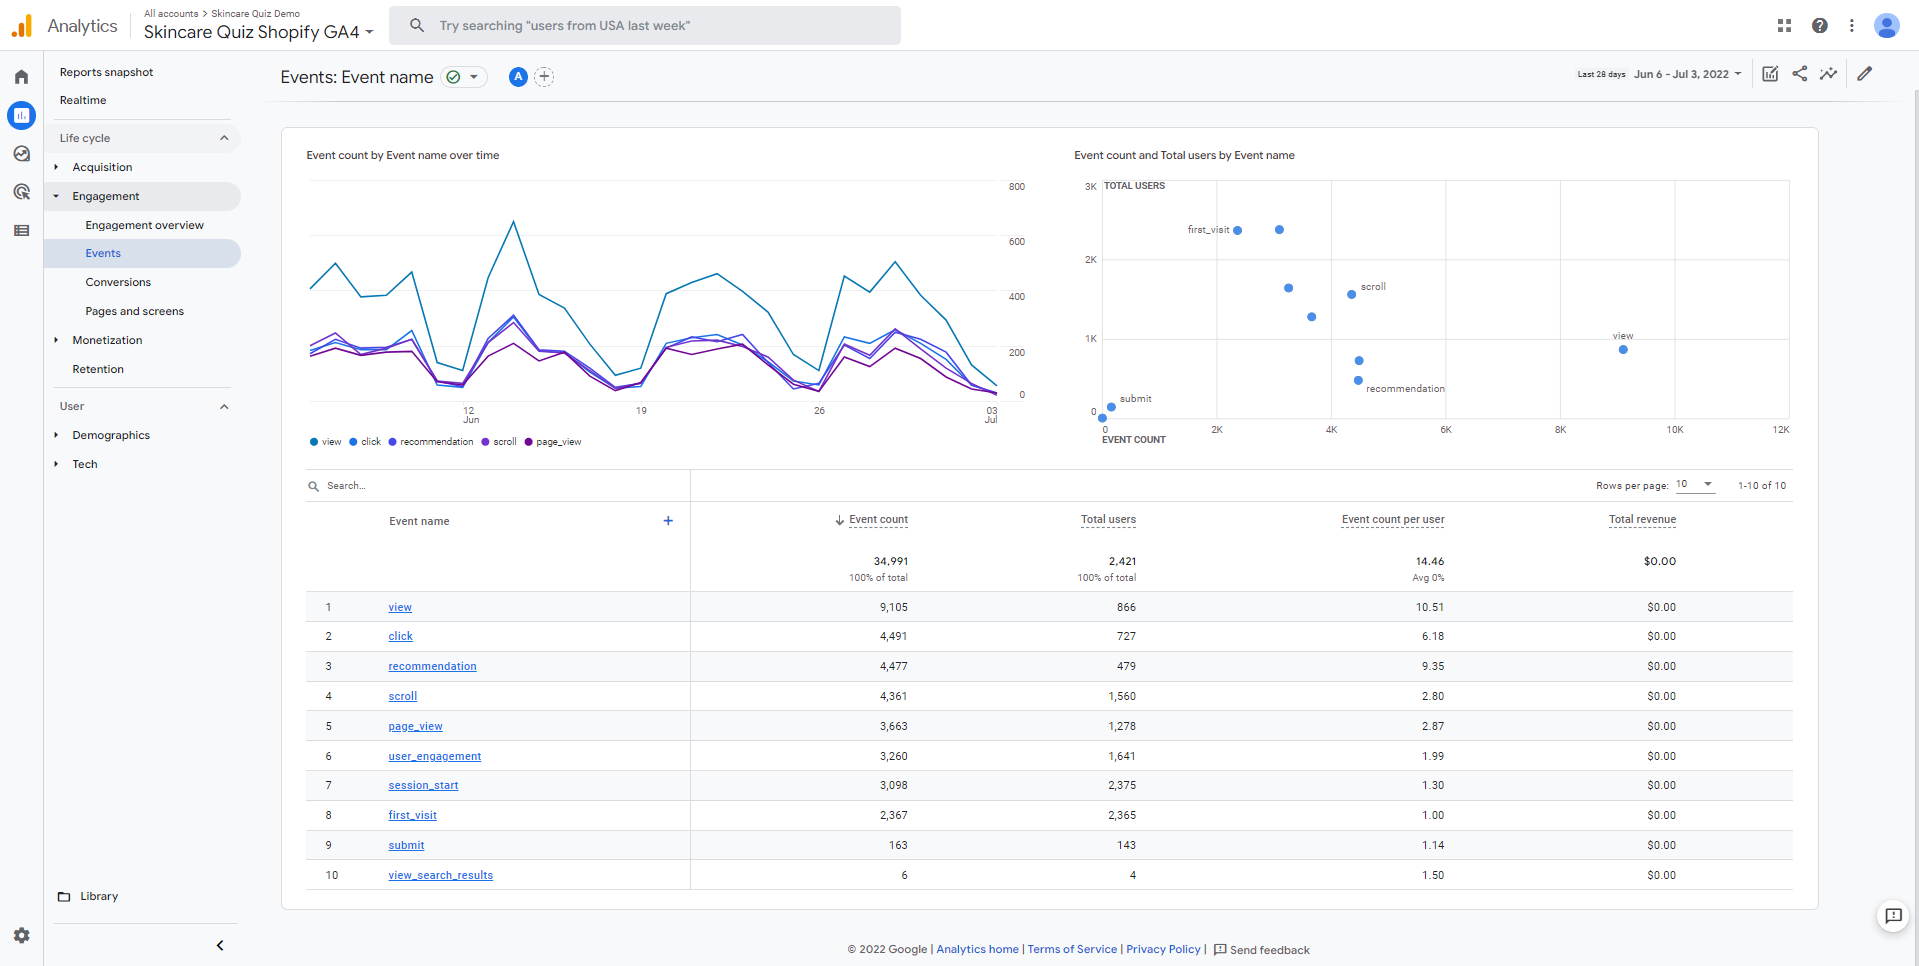 Analytics
All accounts > Skincare Quiz Demo
Skincare Quiz Shopify GA4
Try searching "users from USA last week"
Reports snapshot
Realtime
Life cycle
Acquisition
Engagement
Engagement overview
Events
Conversions
Pages and screens
Monetization
Retention
User
Demographics
Tech
Library
Events: Event name
A
Last 28 days Jun 6 - Jul 3, 2022
Event count by Event name over time
800
600
400
200
0
12
Jun
19
26
03
Jul
view click recommendation scroll page_view
Event count and Total users by Event name
3K
TOTAL USERS
2K
1K
0
first_visit
scroll
view
recommendation
submit
0 2K 4K 6K 8K 10K 12K
EVENT COUNT
Search...
Rows per page: 10 1-10 of 10
Event name + Event count Total users Event count per user Total revenue
34,991 2,421 14.46 $0.00
100% of total 100% of total Avg 0%
1 view 9,105 866 10.51 $0.00
2 click 4,491 727 6.18 $0.00
3 recommendation 4,477 479 9.35 $0.00
4 scroll 4,361 1,560 2.80 $0.00
5 page_view 3,663 1,278 2.87 $0.00
6 user_engagement 3,260 1,641 1.99 $0.00
7 session_start 3,098 2,375 1.30 $0.00
8 first_visit 2,367 2,365 1.00 $0.00
9 submit 163 143 1.14 $0.00
10 view_search_results 6 4 1.50 $0.00
© 2022 Google | Analytics home | Terms of Service | Privacy Policy | Send feedback